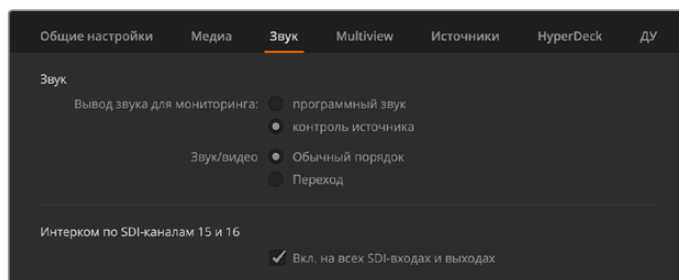 Общие настройки Медиа Звук Multiview Источники HyperDeck ДУ
Звук
Вывод звука для мониторинга: программный звук
контроль источника
Звук/видео Обычный порядок
Переход
Интерком по SDI-каналам 15 и 16
Вкл. на всех SDI-входах и выходах